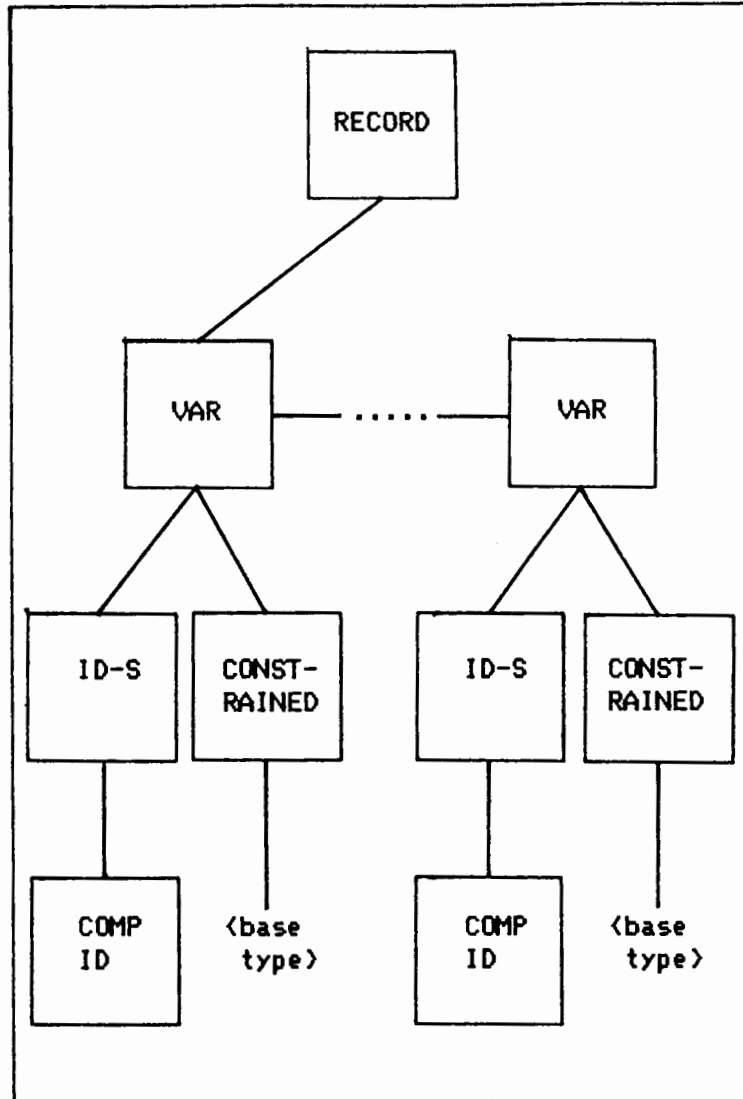 RECORD
VAR ..... VAR
ID-S CONST-
RAINED
ID-S CONST-
RAINED
COMP
ID
<base
type>
COMP
ID
<base
type>